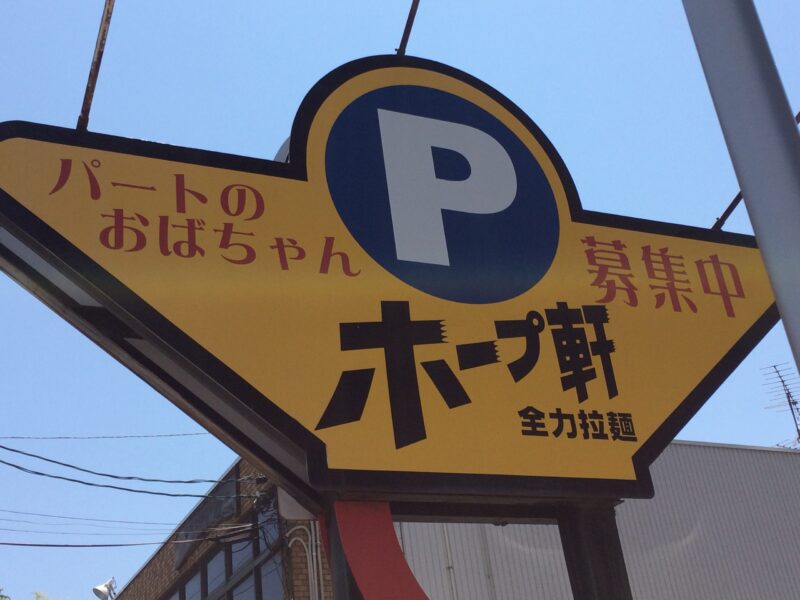 P
パートの
おばちゃん
募集中
ホープ軒
全力拉麺